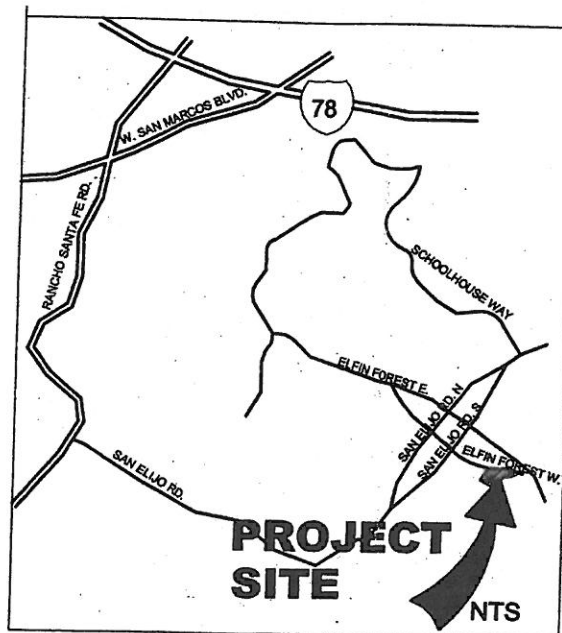 78
W. SAN MARCOS BLVD.
RANCHO SANTA FE RD.
SCHOOLHOUSE WAY
ELFIN FOREST E.
SAN ELIJO RD. N
SAN ELIJO RD. S
ELFIN FOREST W.
SAN ELIJO RD.
PROJECT
SITE
NTS